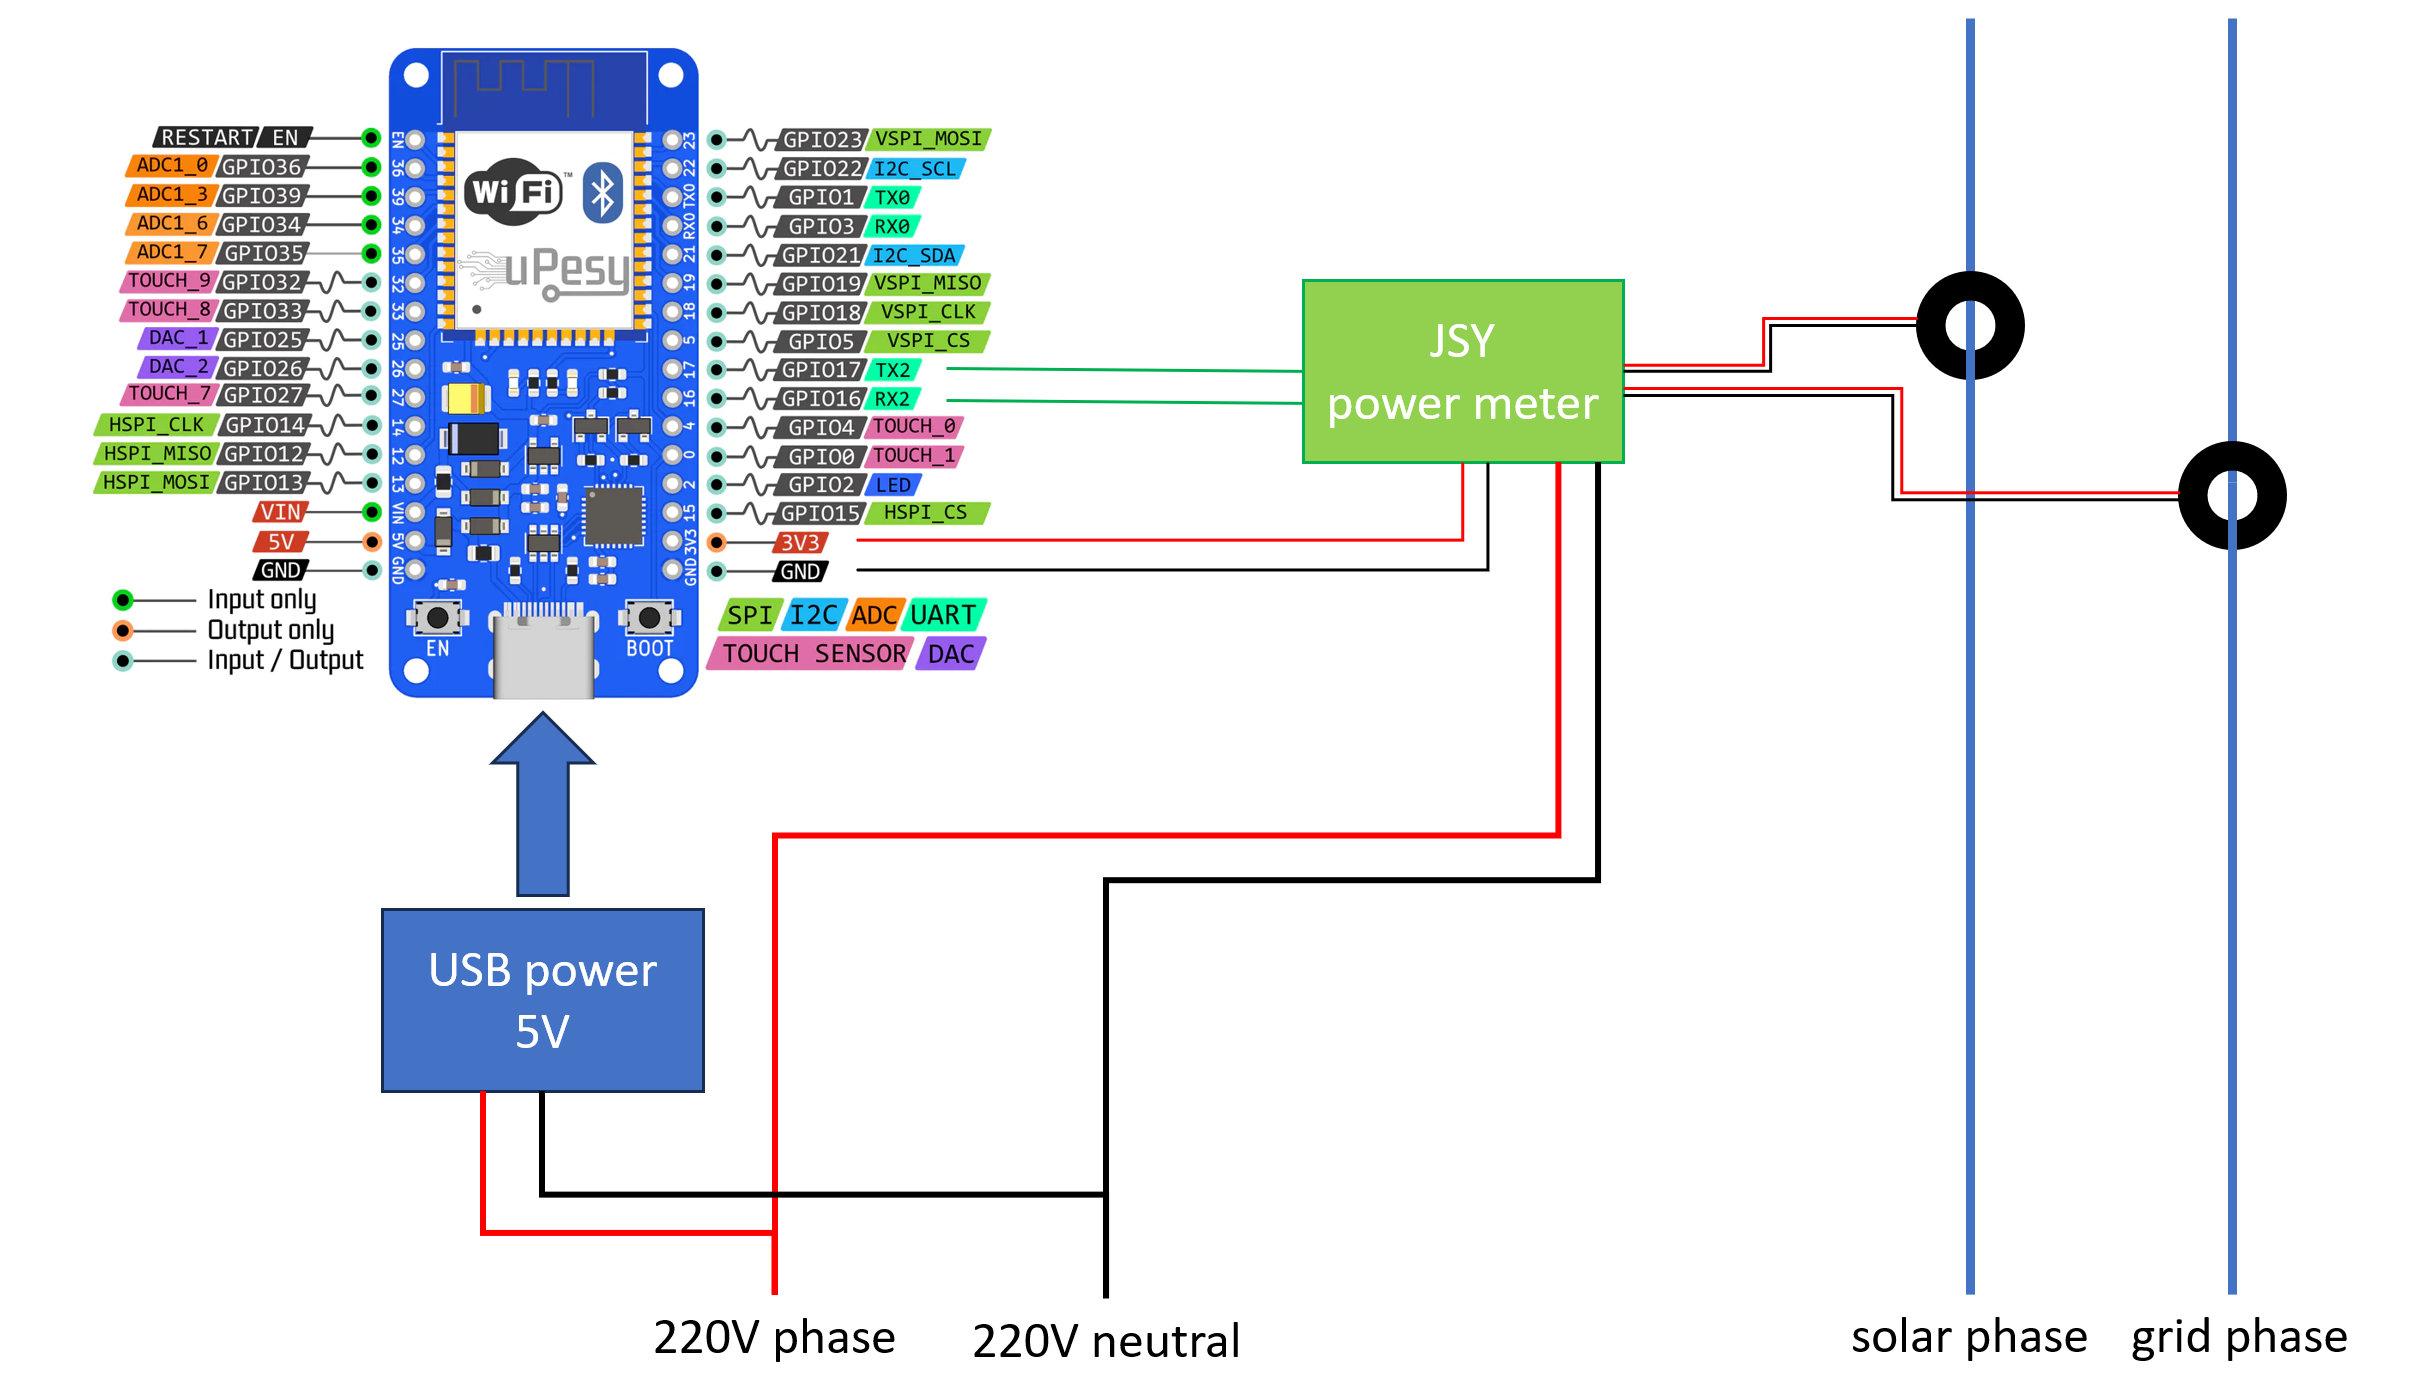 RESTART EN
ADC1_0 GPIO36
ADC1_3 GPIO39
ADC1_6 GPIO34
ADC1_7 GPIO35
TOUCH_9 GPIO32
TOUCH_8 GPIO33
DAC_1 GPIO25
DAC_2 GPIO26
TOUCH_7 GPIO27
HSPI_CLK GPIO14
HSPI_MISO GPIO12
HSPI_MOSI GPIO13
VIN
5V
GND
Input only
Output only
Input / Output
EN
36
39
34
35
32
33
25
26
27
14
12
13
VIN
5V
GND
Wi Fi ™
uPesy
EN
BOOT
23
22
TX0
RX0
21
19
18
5
17
16
4
0
2
15
3V3
GND
GPIO23 VSPI_MOSI
GPIO22 I2C_SCL
GPIO1 TX0
GPIO3 RX0
GPIO21 I2C_SDA
GPIO19 VSPI_MISO
GPIO18 VSPI_CLK
GPIO5 VSPI_CS
GPIO17 TX2
GPIO16 RX2
GPIO4 TOUCH_0
GPIO0 TOUCH_1
GPIO2 LED
GPIO15 HSPI_CS
3V3
GND
SPI I2C ADC UART
TOUCH SENSOR DAC
JSY
power meter
USB power
5V
220V phase
220V neutral
solar phase
grid phase